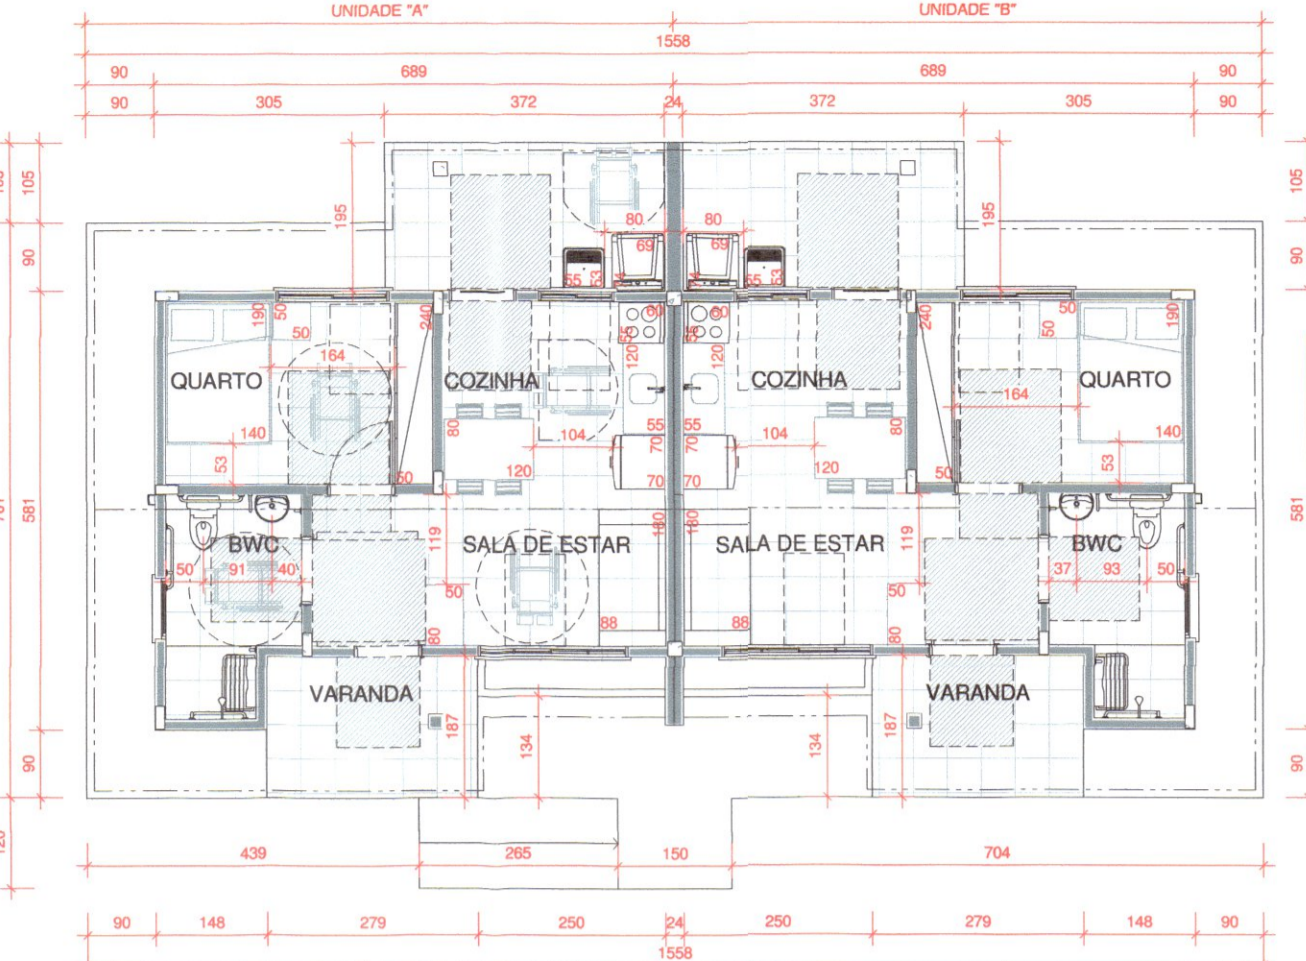 UNIDADE "A" UNIDADE "B"
1558
90 689 689 90
90 305 372 24 372 305 90
105 195 195 105
80 80
69 69
90 55 63 55 63 90
190 50 240 60 60 240 50 190
50 55 120 55 120 50
164 164
QUARTO COZINHA COZINHA QUARTO
140 80 55 55 80 140
104 70 70 104
53 120 120 53
50 70 70 50
581 581
119 180 180 119
BWC SALA DE ESTAR SALA DE ESTAR BWC
50 91 40 50 50 37 93 50
80 88 88 80
VARANDA VARANDA
187 134 134 187
90 90
439 265 150 704
90 148 279 250 24 250 279 148 90
1558